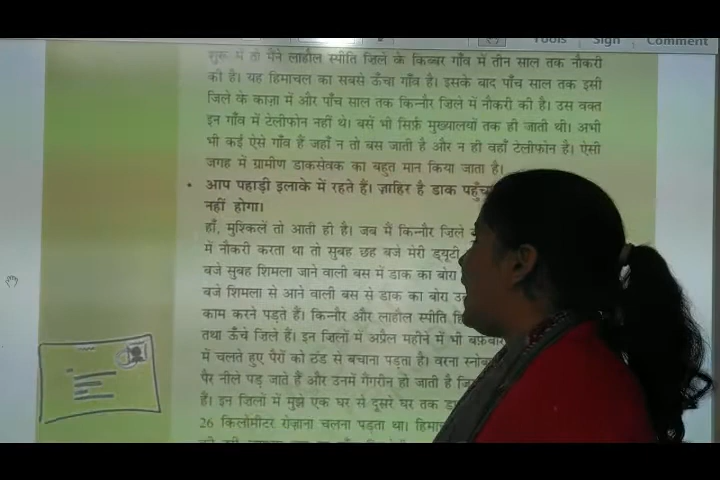 Tools Sign Comment
शुरू में तो मैंने लाहौल स्पीति ज़िले के किब्बर गाँव में तीन साल तक नौकरी
की है। यह हिमाचल का सबसे ऊँचा गाँव है। इसके बाद पाँच साल तक इसी
जिले के काज़ा में और पाँच साल तक किन्नौर ज़िले में नौकरी की है। उस वक्त
इन गाँव में टेलीफोन नहीं थे। बसें भी सिर्फ़ मुख्यालयों तक ही जाती थी। अभी
भी कई ऐसे गाँव हैं जहाँ न तो बस जाती है और न ही वहाँ टेलीफोन है। ऐसी
जगह में ग्रामीण डाकसेवक का बहुत मान किया जाता है।
• आप पहाड़ी इलाके में रहते हैं। ज़ाहिर है डाक
नहीं होगा।
हाँ, मुश्किलें तो आती ही है। जब मैं किन्नौर ज़िले
में नौकरी करता था तो सुबह छह बजे मेरी ड्यूटी
बजे सुबह शिमला जाने वाली बस में डाक का बोरा
बजे शिमला से आने वाली बस से डाक का बोरा
काम करने पड़ते हैं। किन्नौर और लाहौल स्पीति
तथा ऊँचे ज़िले हैं। इन जिलों में अप्रैल महीने में भी
में चलते हुए पैरों को ठंड से बचाना पड़ता है। वरना
पैर नीले पड़ जाते हैं और उनमें गैंगरीन हो जाती है
हैं। इन जिलों में मुझे एक घर से दूसरे घर तक
26 किलोमीटर रोज़ाना चलना पड़ता था।